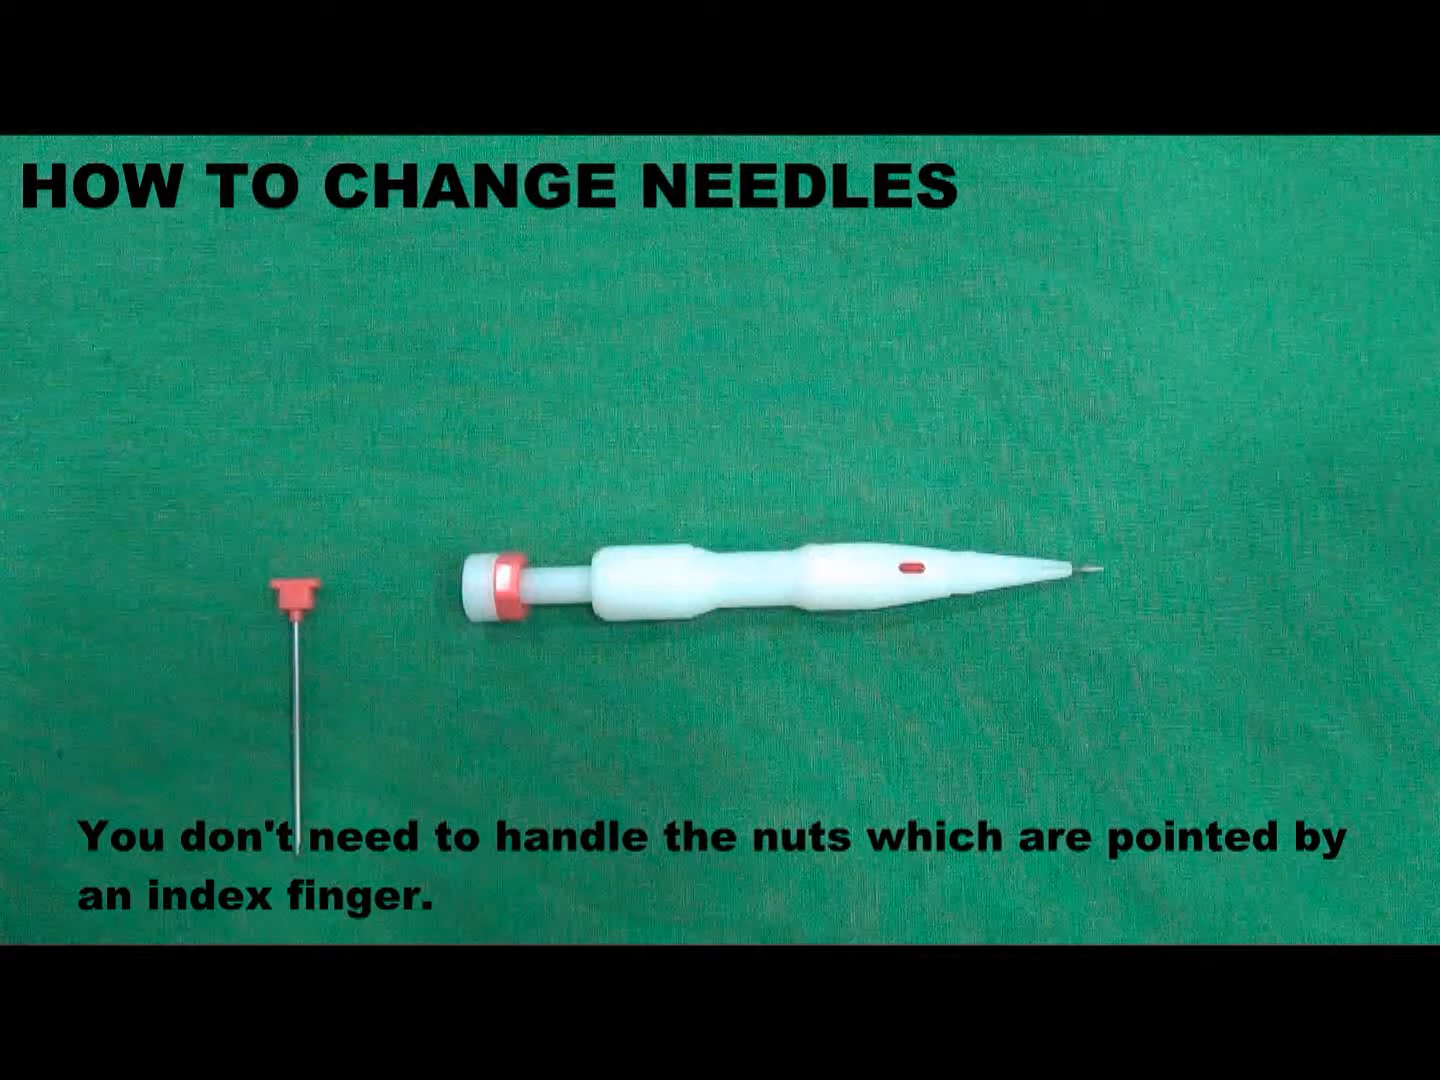 HOW TO CHANGE NEEDLES
You don't need to handle the nuts which are pointed by
an index finger.